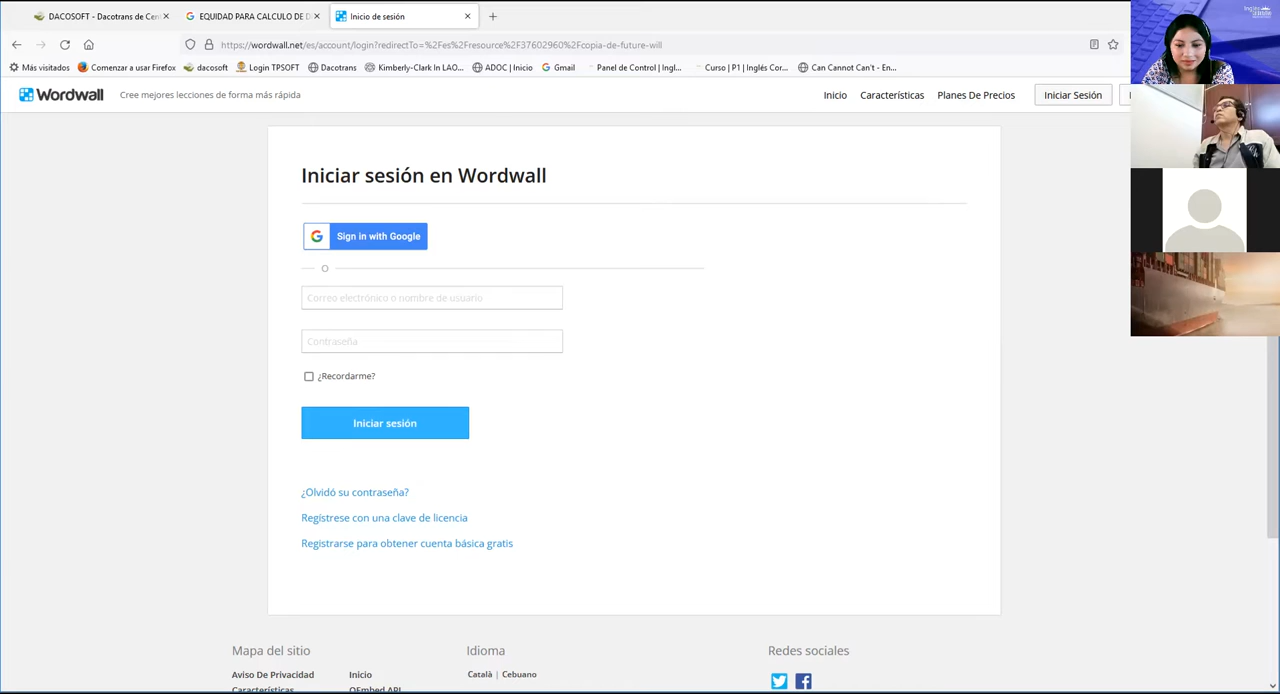 DACOSOFT - Dacotrans de Cen
EQUIDAD PARA CALCULO DE D
Inicio de sesión
https://wordwall.net/es/account/login?redirectTo=%2Fes%2Fresource%2F37602960%2Fcopia-de-future-will
Más visitados
Comenzar a usar Firefox
dacosoft
Login TPSOFT
Dacotrans
Kimberly-Clark In LAO...
ADOC | Inicio
Gmail
Panel de Control | Ingl...
Curso | P1 | Inglés Cor...
Can Cannot Can't - En...
Wordwall
Cree mejores lecciones de forma más rápida
Inicio
Características
Planes De Precios
Iniciar Sesión
Iniciar sesión en Wordwall
Sign in with Google
O
Correo electrónico o nombre de usuario
Contraseña
¿Recordarme?
Iniciar sesión
¿Olvidó su contraseña?
Regístrese con una clave de licencia
Registrarse para obtener cuenta básica gratis
Mapa del sitio
Idioma
Redes sociales
Aviso De Privacidad
Inicio
Català | Cebuano
Características
OEmbed API